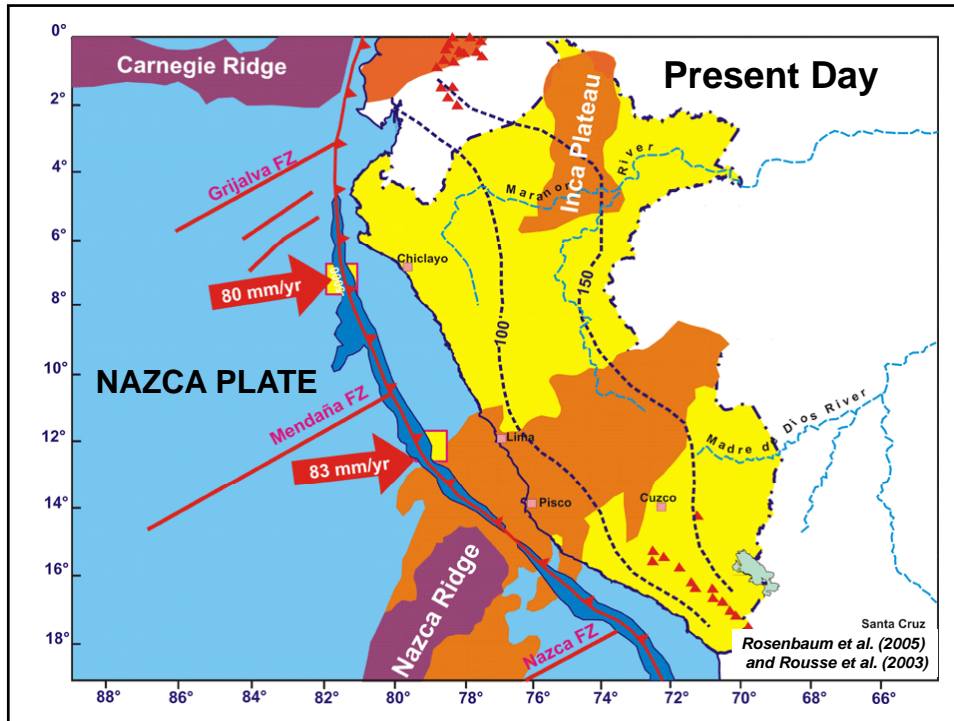 0°
2°
4°
6°
8°
10°
12°
14°
16°
18°
Carnegie Ridge
Present Day
Inca Plateau
Grijalva FZ
Maranon River
Chiclayo
80 mm/yr
150
100
NAZCA PLATE
Mendaña FZ
Lima
Madre de Dìos River
83 mm/yr
Pisco
Cuzco
Nazca Ridge
Nazca FZ
Santa Cruz
Rosenbaum et al. (2005)
and Rousse et al. (2003)
88° 86° 84° 82° 80° 78° 76° 74° 72° 70° 68° 66°